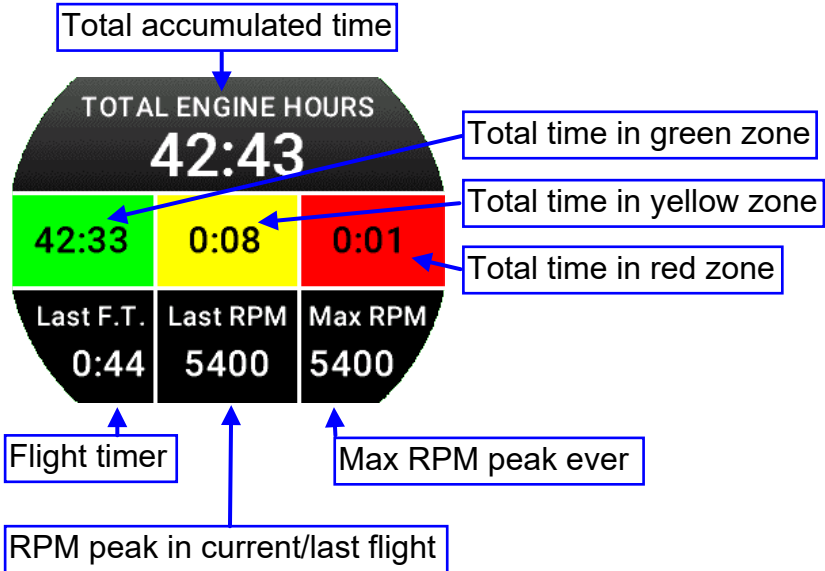 Total accumulated time
TOTAL ENGINE HOURS
42:43
Total time in green zone
Total time in yellow zone
Total time in red zone
42:33 0:08 0:01
Last F.T. Last RPM Max RPM
0:44 5400 5400
Flight timer
Max RPM peak ever
RPM peak in current/last flight